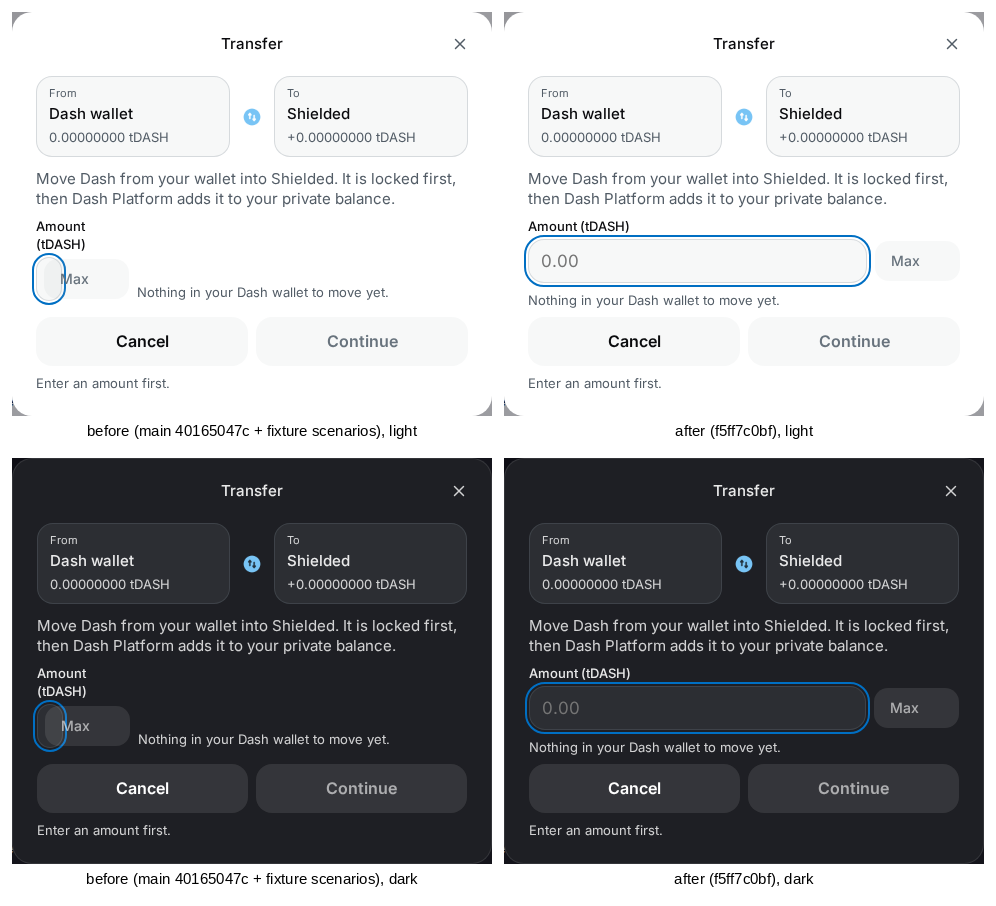 Transfer
From
Dash wallet
0.00000000 tDASH
To
Shielded
+0.00000000 tDASH
Move Dash from your wallet into Shielded. It is locked first,
then Dash Platform adds it to your private balance.
Amount
(tDASH)
Max
Nothing in your Dash wallet to move yet.
Cancel
Continue
Enter an amount first.
before (main 40165047c + fixture scenarios), light
Transfer
From
Dash wallet
0.00000000 tDASH
To
Shielded
+0.00000000 tDASH
Move Dash from your wallet into Shielded. It is locked first,
then Dash Platform adds it to your private balance.
Amount (tDASH)
0.00
Max
Nothing in your Dash wallet to move yet.
Cancel
Continue
Enter an amount first.
after (f5ff7c0bf), light
Transfer
From
Dash wallet
0.00000000 tDASH
To
Shielded
+0.00000000 tDASH
Move Dash from your wallet into Shielded. It is locked first,
then Dash Platform adds it to your private balance.
Amount
(tDASH)
Max
Nothing in your Dash wallet to move yet.
Cancel
Continue
Enter an amount first.
before (main 40165047c + fixture scenarios), dark
Transfer
From
Dash wallet
0.00000000 tDASH
To
Shielded
+0.00000000 tDASH
Move Dash from your wallet into Shielded. It is locked first,
then Dash Platform adds it to your private balance.
Amount (tDASH)
0.00
Max
Nothing in your Dash wallet to move yet.
Cancel
Continue
Enter an amount first.
after (f5ff7c0bf), dark